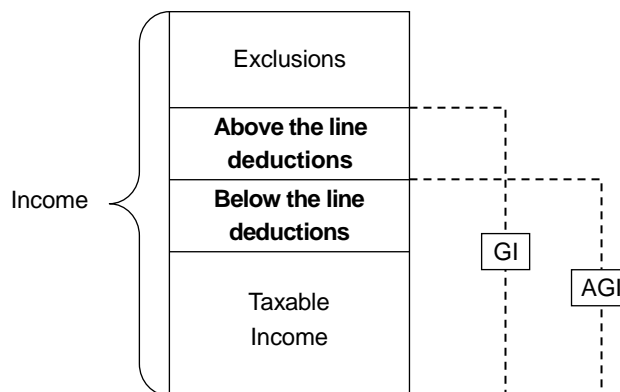 Exclusions
Above the line
deductions
Income
Below the line
deductions
GI
AGI
Taxable
Income